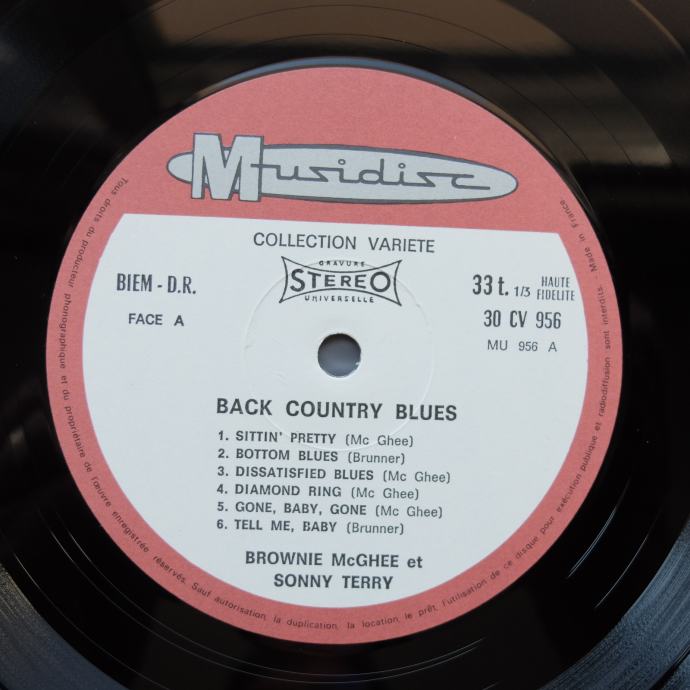 Musidisc
COLLECTION VARIETE
GRAVURE
STEREO
UNIVERSELLE
BIEM - D.R.
FACE A
33 t. 1/3 HAUTE FIDELITE
30 CV 956
MU 956 A
BACK COUNTRY BLUES
1. SITTIN' PRETTY (Mc Ghee)
2. BOTTOM BLUES (Brunner)
3. DISSATISFIED BLUES (Mc Ghee)
4. DIAMOND RING (Mc Ghee)
5. GONE, BABY, GONE (Mc Ghee)
6. TELL ME, BABY (Brunner)
BROWNIE McGHEE et
SONNY TERRY
Tous droits du producteur phonographique et du propriétaire de l'œuvre enregistrée réservés. Sauf autorisation, la duplication, la location, le prêt, l'utilisation de ce disque pour exécution publique et radiodiffusion sont interdits. - Made in France